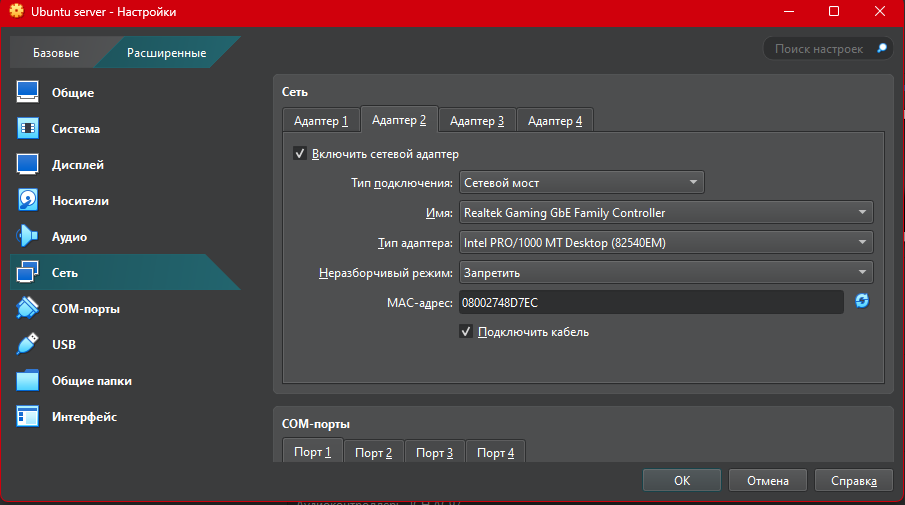 Ubuntu server - Настройки
Базовые
Расширенные
Поиск настроек
Общие
Система
Дисплей
Носители
Аудио
Сеть
COM-порты
USB
Общие папки
Интерфейс
Сеть
Адаптер 1 Адаптер 2 Адаптер 3 Адаптер 4
Включить сетевой адаптер
Тип подключения: Сетевой мост
Имя: Realtek Gaming GbE Family Controller
Тип адаптера: Intel PRO/1000 MT Desktop (82540EM)
Неразборчивый режим: Запретить
MAC-адрес: 08002748D7EC
Подключить кабель
COM-порты
Порт 1 Порт 2 Порт 3 Порт 4
OK Отмена Справка